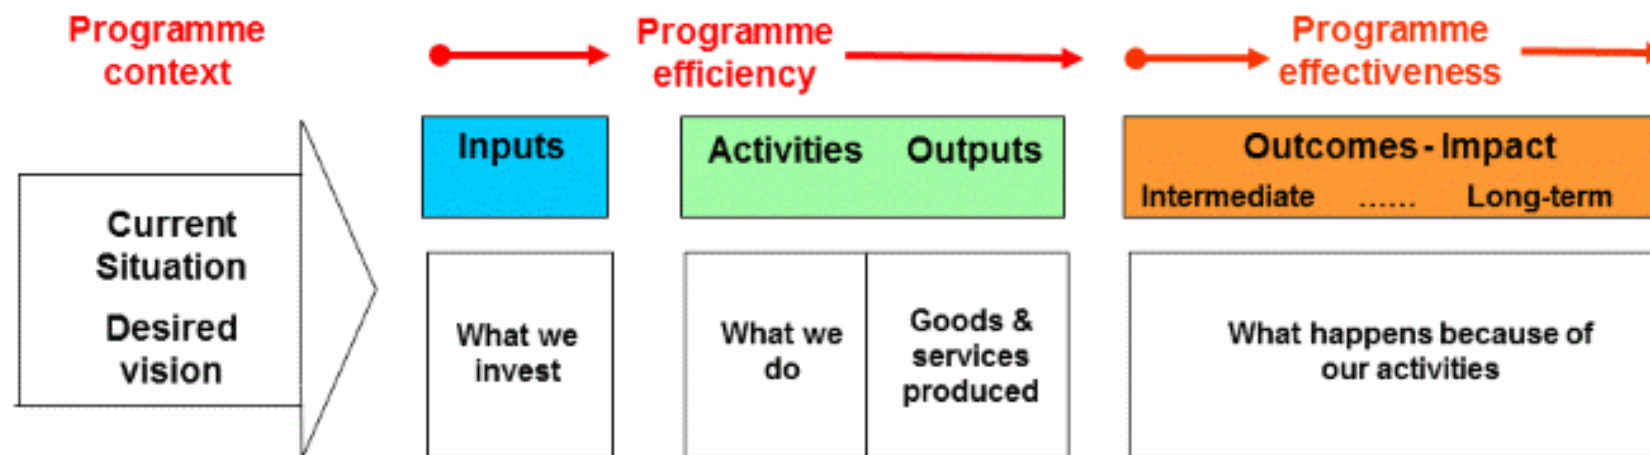 Programme
context
Programme
efficiency
Programme
effectiveness
Current
Situation
Desired
vision
Inputs
What we
invest
Activities
Outputs
What we
do
Goods &
services
produced
Outcomes - Impact
Intermediate ...... Long-term
What happens because of
our activities